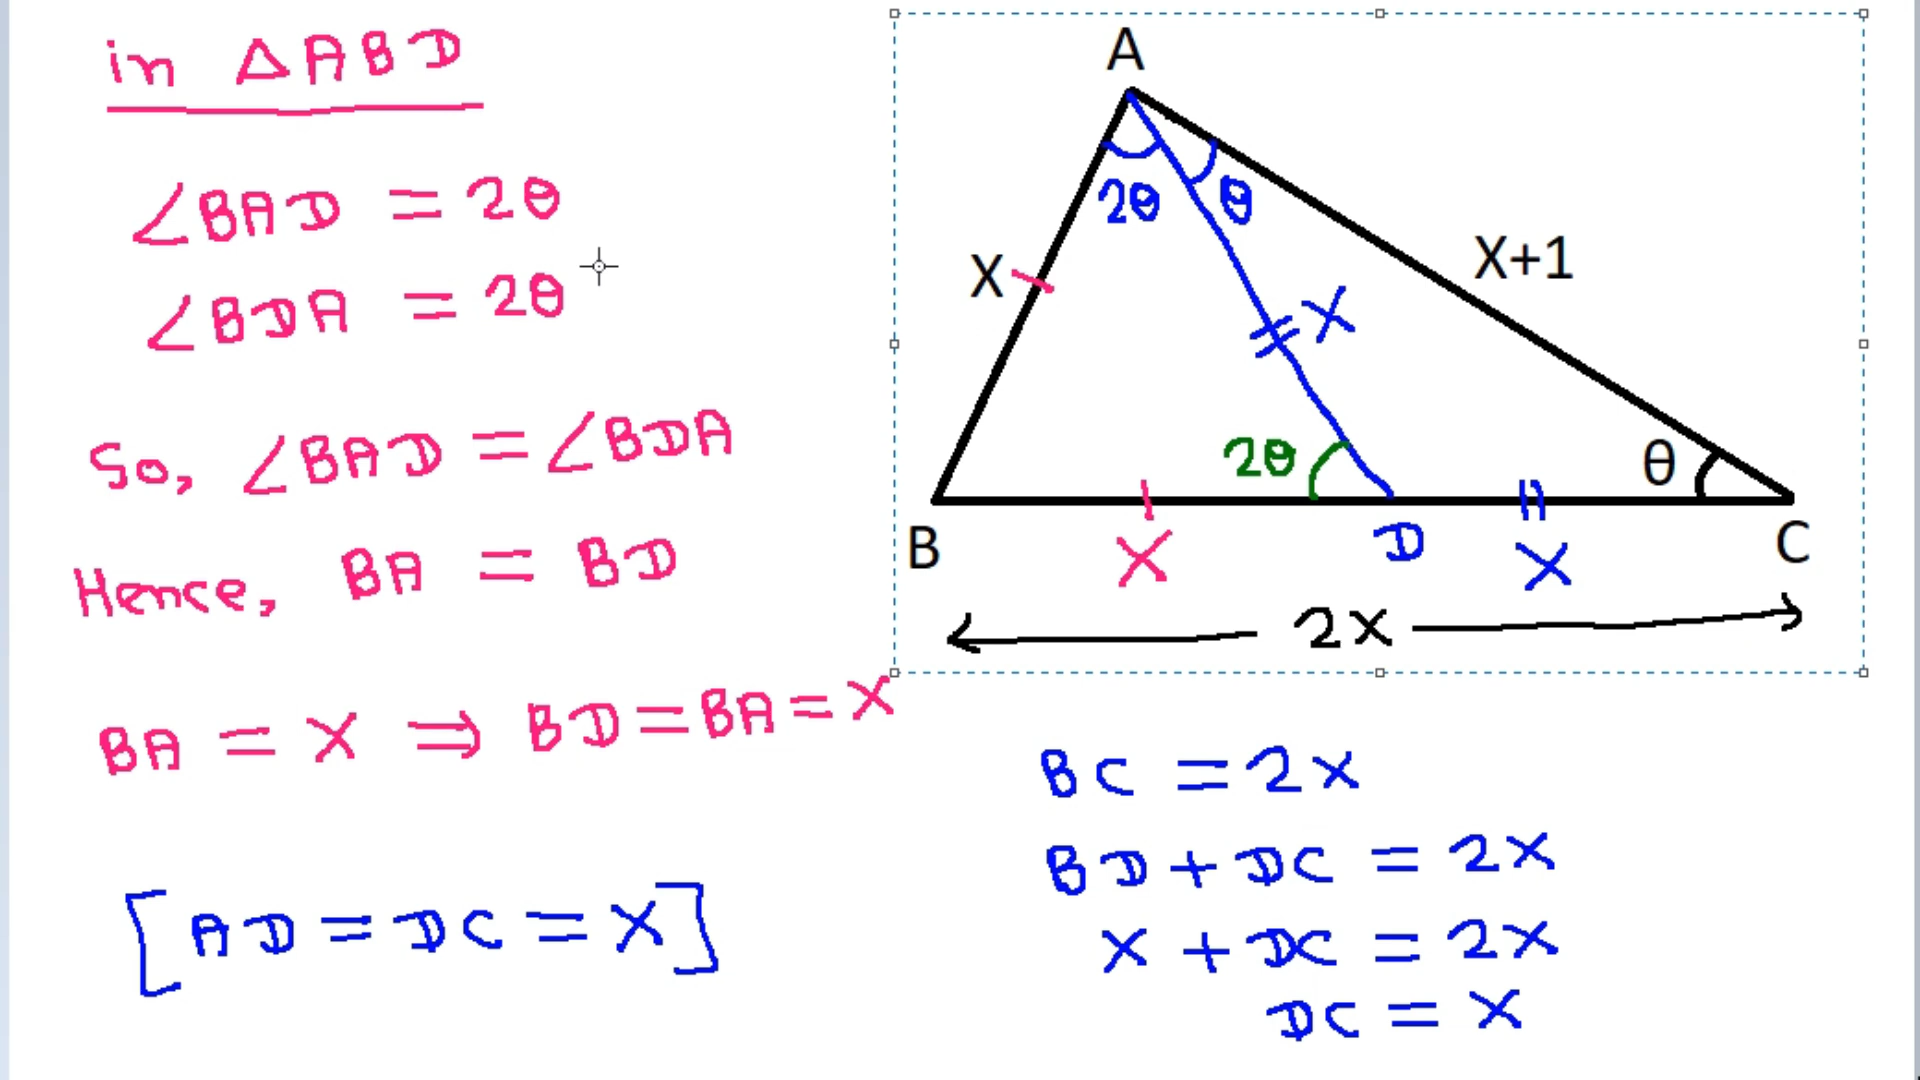 in ΔABD
∠BAD = 2θ
∠BDA = 2θ
So, ∠BAD = ∠BDA
Hence, BA = BD
BA = X ⇒ BD = BA = X
[AD = DC = X]
A
2θ θ
X
X+1
X
2θ
θ
B
X
D
X
C
2x
BC = 2x
BD + DC = 2x
x + DC = 2x
DC = x